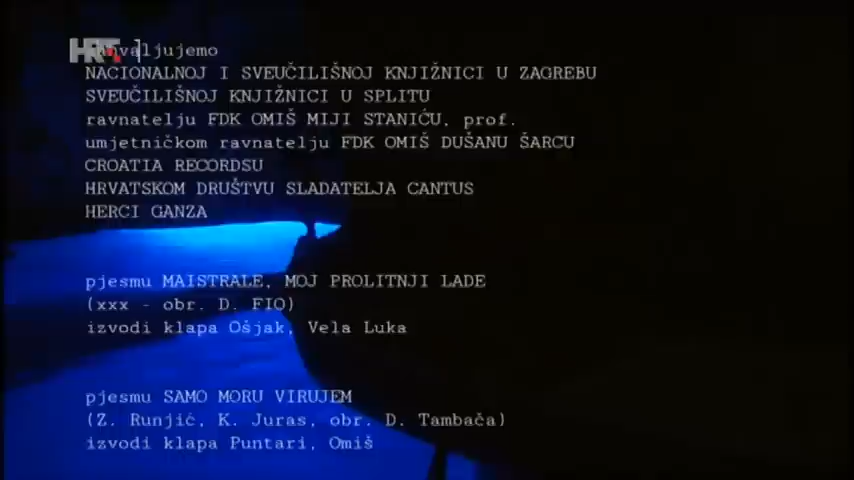 HRT 1
NACIONALNOJ I SVEUČILIŠNOJ KNJIŽNICI U ZAGREBU
SVEUČILIŠNOJ KNJIŽNICI U SPLITU
ravnatelju FDK OMIŠ MIJI STANIĆU, prof.
umjetničkom ravnatelju FDK OMIŠ DUŠANU ŠARCU
CROATIA RECORDSU
HRVATSKOM DRUŠTVU SLADATELJA CANTUS
HERCI GANZA
pjesmu MAISTRALE, MOJ PROLITNJI LADE
(xxx - obr. D. FIO)
izvodi klapa Ošjak, Vela Luka
pjesmu SAMO MORU VIRUJEM
(Z. Runjić, K. Juras, obr. D. Tambača)
izvodi klapa Puntari, Omiš